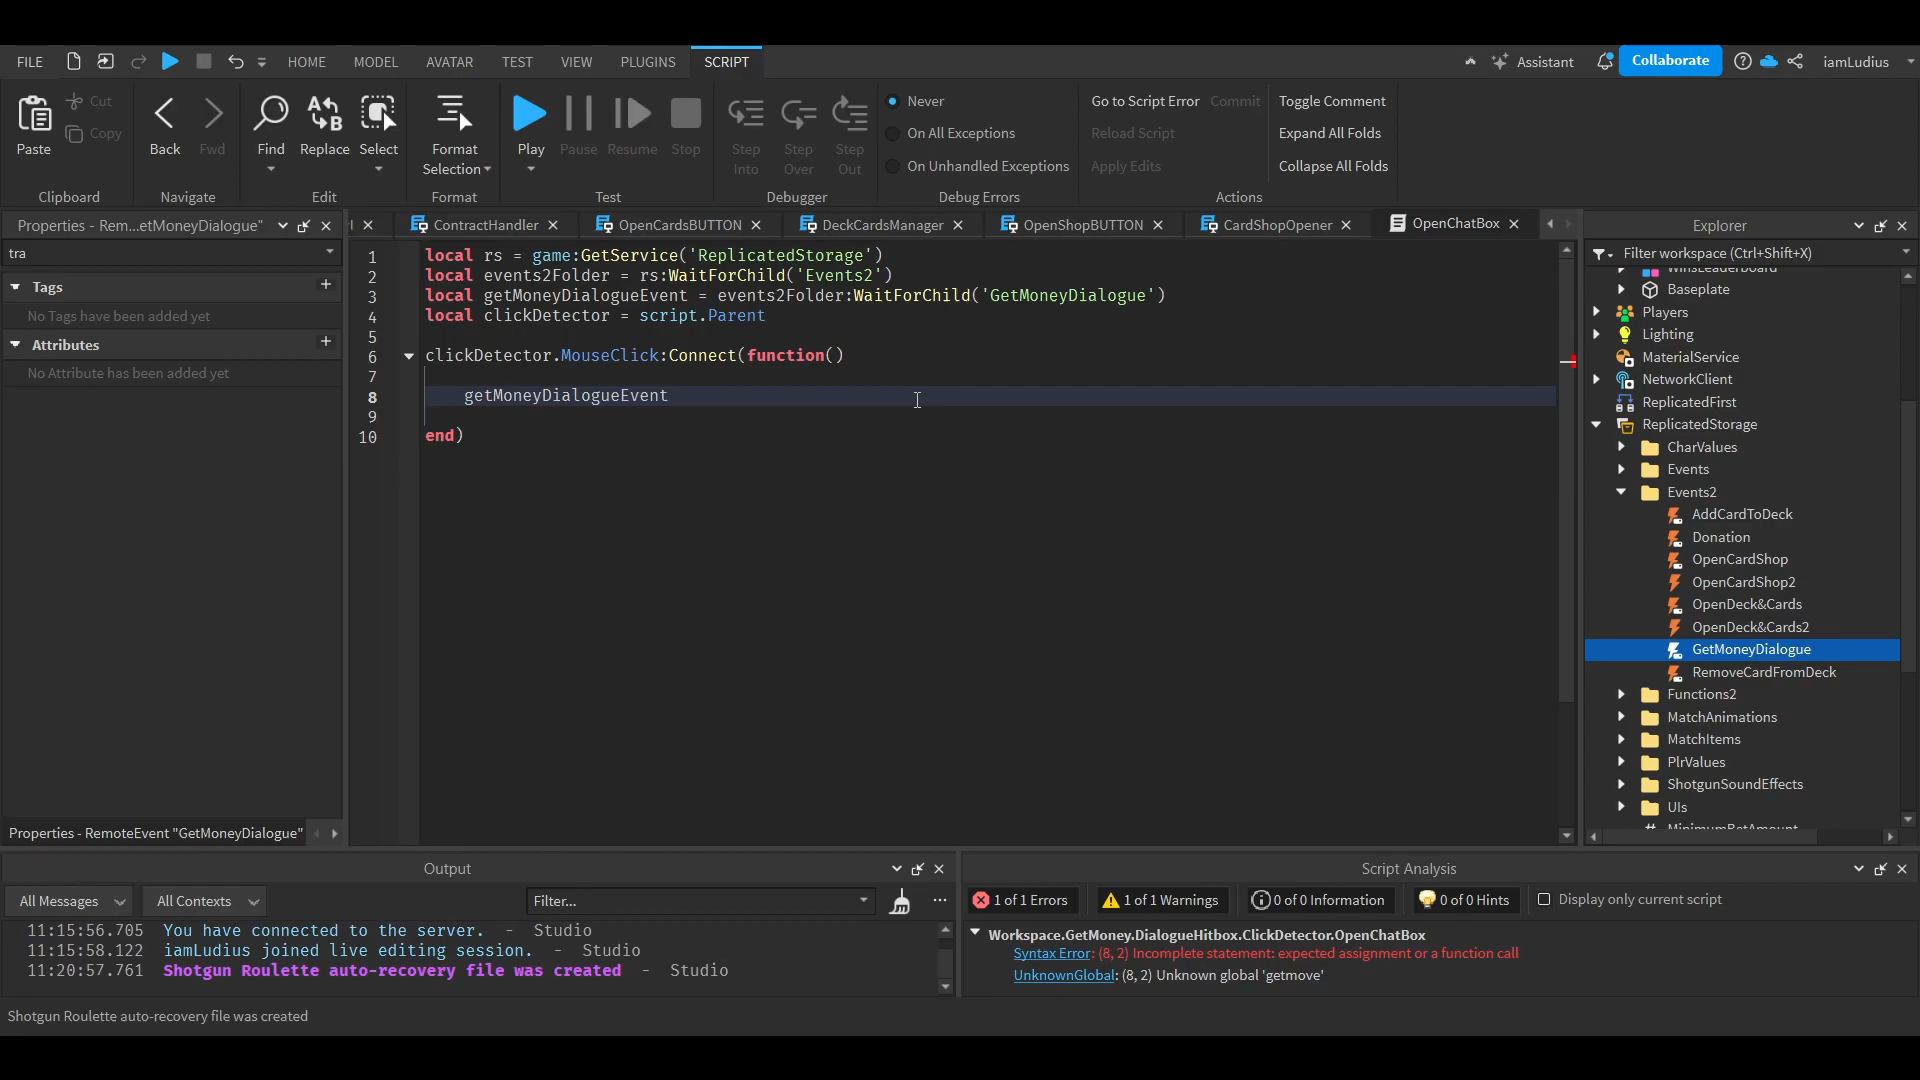 FILE HOME MODEL AVATAR TEST VIEW PLUGINS SCRIPT Assistant Collaborate iamLudius
Paste Cut Copy Back Fwd Find Replace Select Format Selection Play Pause Resume Stop Step Into Step Over Step Out
Never
On All Exceptions
On Unhandled Exceptions
Go to Script Error Commit Toggle Comment
Reload Script Expand All Folds
Apply Edits Collapse All Folds
Clipboard Navigate Edit Format Test Debugger Debug Errors Actions
Properties - Rem...etMoneyDialogue"
ContractHandler OpenCardsBUTTON DeckCardsManager OpenShopBUTTON CardShopOpener OpenChatBox
Explorer
tra
Tags
No Tags have been added yet
Attributes
No Attribute has been added yet
Properties - RemoteEvent "GetMoneyDialogue"
1 local rs = game:GetService('ReplicatedStorage')
2 local events2Folder = rs:WaitForChild('Events2')
3 local getMoneyDialogueEvent = events2Folder:WaitForChild('GetMoneyDialogue')
4 local clickDetector = script.Parent
5
6 clickDetector.MouseClick:Connect(function()
7
8 getMoneyDialogueEvent
9
10 end)
Filter workspace (Ctrl+Shift+X)
WinsLeaderBoard
Baseplate
Players
Lighting
MaterialService
NetworkClient
ReplicatedFirst
ReplicatedStorage
CharValues
Events
Events2
AddCardToDeck
Donation
OpenCardShop
OpenCardShop2
OpenDeck&Cards
OpenDeck&Cards2
GetMoneyDialogue
RemoveCardFromDeck
Functions2
MatchAnimations
MatchItems
PlrValues
ShotgunSoundEffects
UIs
MinimumBetAmount
Output
All Messages All Contexts Filter...
11:15:56.705 You have connected to the server. - Studio
11:15:58.122 iamLudius joined live editing session. - Studio
11:20:57.761 Shotgun Roulette auto-recovery file was created - Studio
Script Analysis
1 of 1 Errors 1 of 1 Warnings 0 of 0 Information 0 of 0 Hints Display only current script
Workspace.GetMoney.DialogueHitbox.ClickDetector.OpenChatBox
Syntax Error: (8, 2) Incomplete statement: expected assignment or a function call
UnknownGlobal: (8, 2) Unknown global 'getmove'
Shotgun Roulette auto-recovery file was created